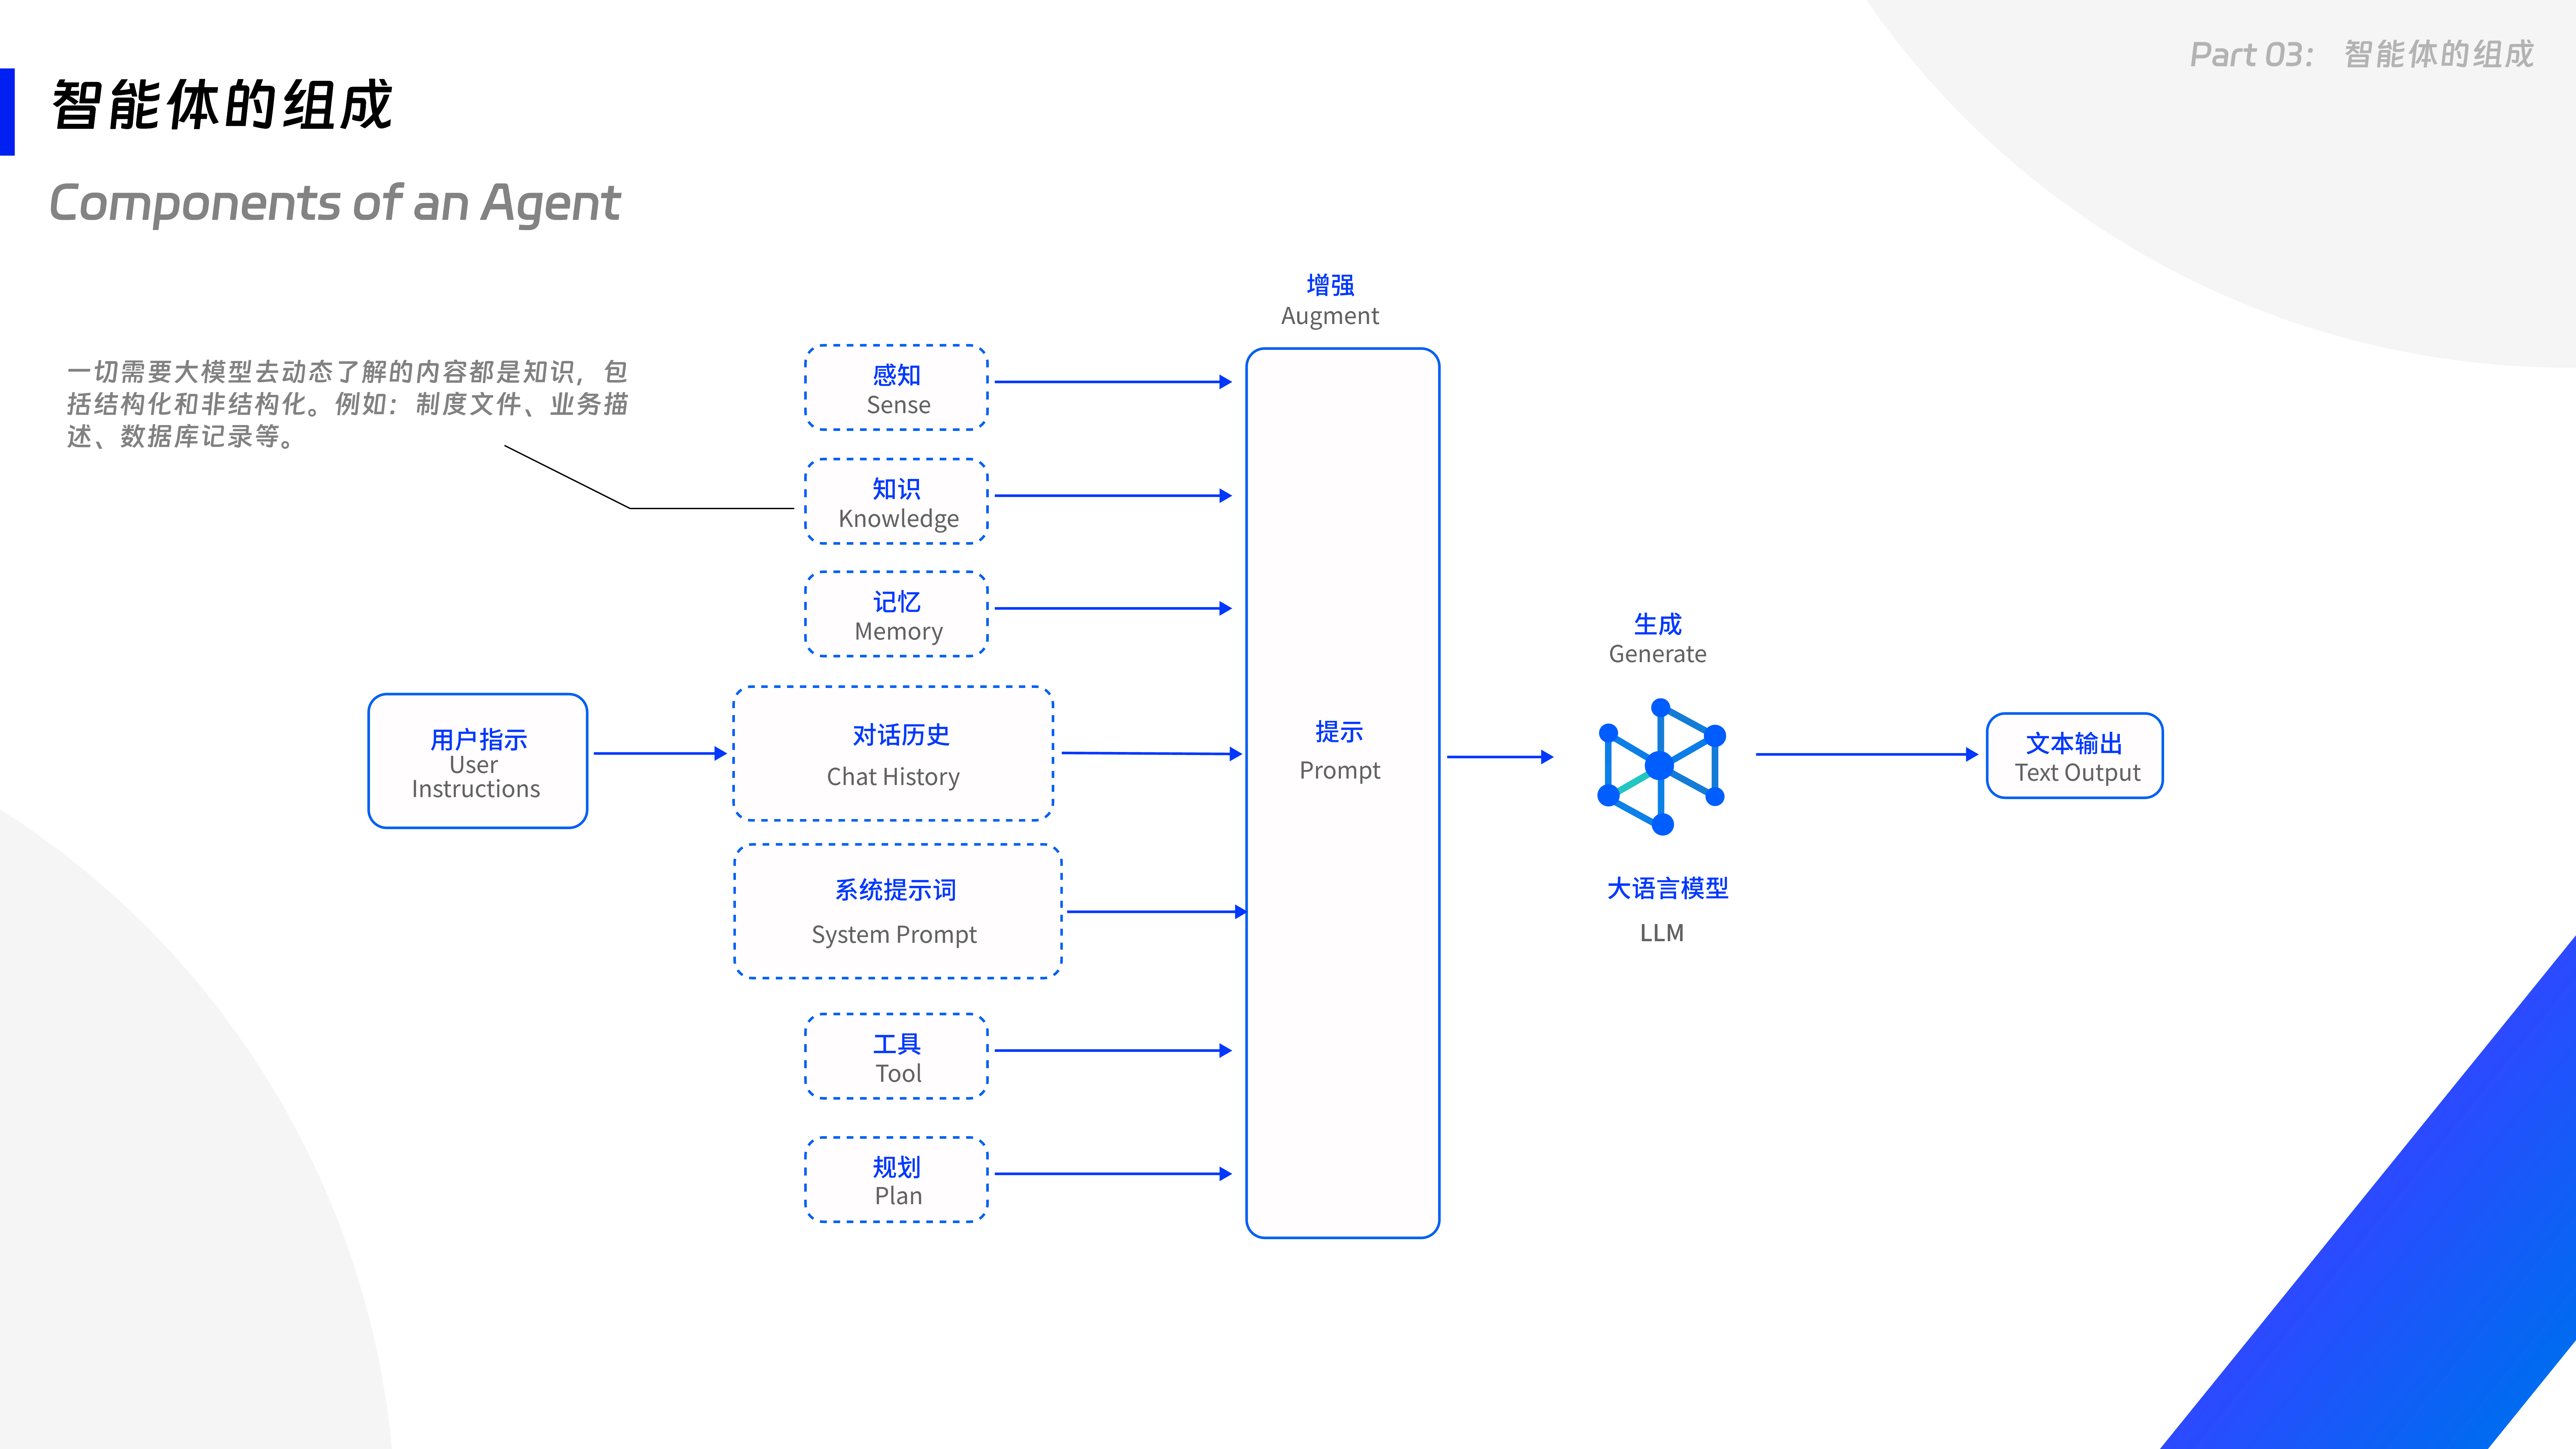 Part 03： 智能体的组成
智能体的组成
Components of an Agent
一切需要大模型去动态了解的内容都是知识，包
括结构化和非结构化。例如：制度文件、业务描
述、数据库记录等。
增强
Augment
感知
Sense
知识
Knowledge
记忆
Memory
用户指示
User
Instructions
对话历史
Chat History
系统提示词
System Prompt
工具
Tool
规划
Plan
提示
Prompt
生成
Generate
大语言模型
LLM
文本输出
Text Output